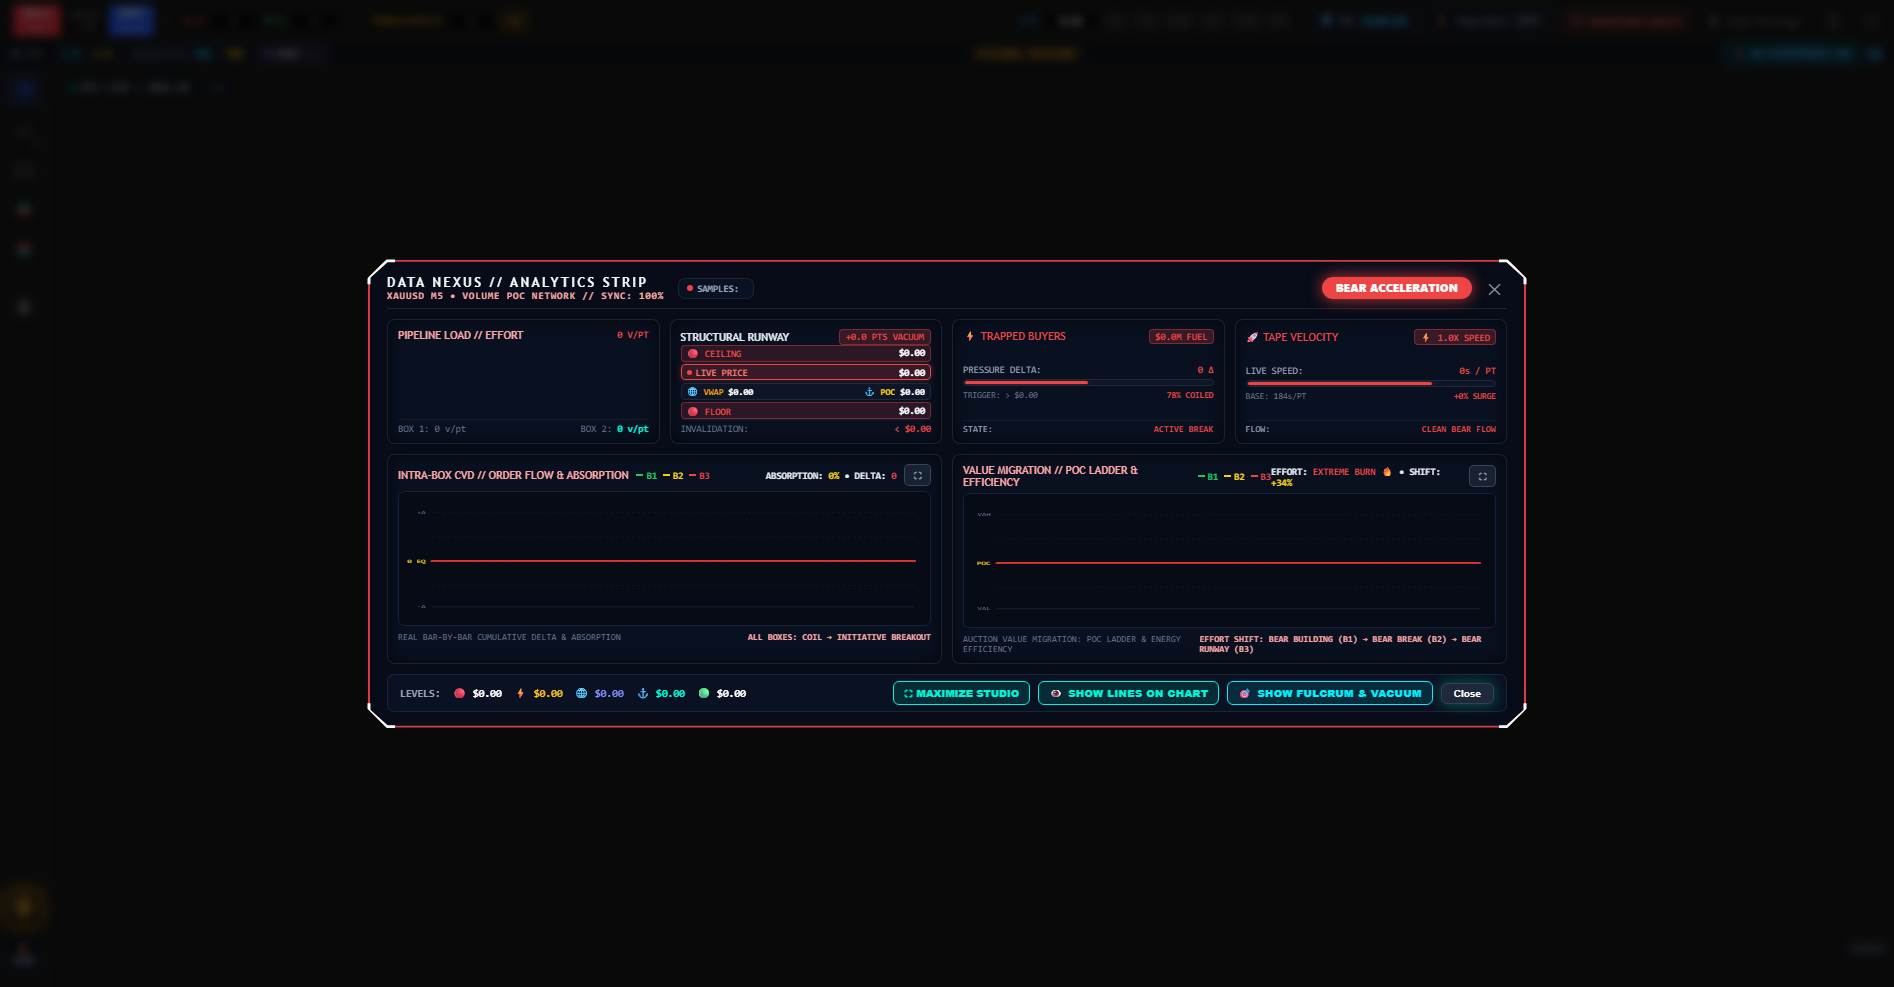 DATA NEXUS // ANALYTICS STRIP
XAUUSD M5 • VOLUME POC NETWORK // SYNC: 100%
SAMPLES:
BEAR ACCELERATION
PIPELINE LOAD // EFFORT
0 V/PT
BOX 1: 0 v/pt
BOX 2: 0 v/pt
STRUCTURAL RUNWAY
+0.0 PTS VACUUM
CEILING $0.00
LIVE PRICE $0.00
VWAP $0.00
POC $0.00
FLOOR $0.00
INVALIDATION: < $0.00
TRAPPED BUYERS
$0.0M FUEL
PRESSURE DELTA: 0 Δ
TRIGGER: > $0.00
78% COILED
STATE: ACTIVE BREAK
TAPE VELOCITY
1.0X SPEED
LIVE SPEED: 0s / PT
BASE: 184s/PT
+0% SURGE
FLOW: CLEAN BEAR FLOW
INTRA-BOX CVD // ORDER FLOW & ABSORPTION
B1 B2 B3
ABSORPTION: 0% • DELTA: 0
+Δ
0 EQ
-Δ
REAL BAR-BY-BAR CUMULATIVE DELTA & ABSORPTION
ALL BOXES: COIL → INITIATIVE BREAKOUT
VALUE MIGRATION // POC LADDER &
EFFICIENCY
B1 B2 B3
EFFORT: EXTREME BURN 🔥 • SHIFT:
+34%
VAH
POC
VAL
AUCTION VALUE MIGRATION: POC LADDER & ENERGY
EFFICIENCY
EFFORT SHIFT: BEAR BUILDING (B1) → BEAR BREAK (B2) → BEAR
RUNWAY (B3)
LEVELS: $0.00 $0.00 $0.00 $0.00 $0.00
MAXIMIZE STUDIO
SHOW LINES ON CHART
SHOW FULCRUM & VACUUM
Close